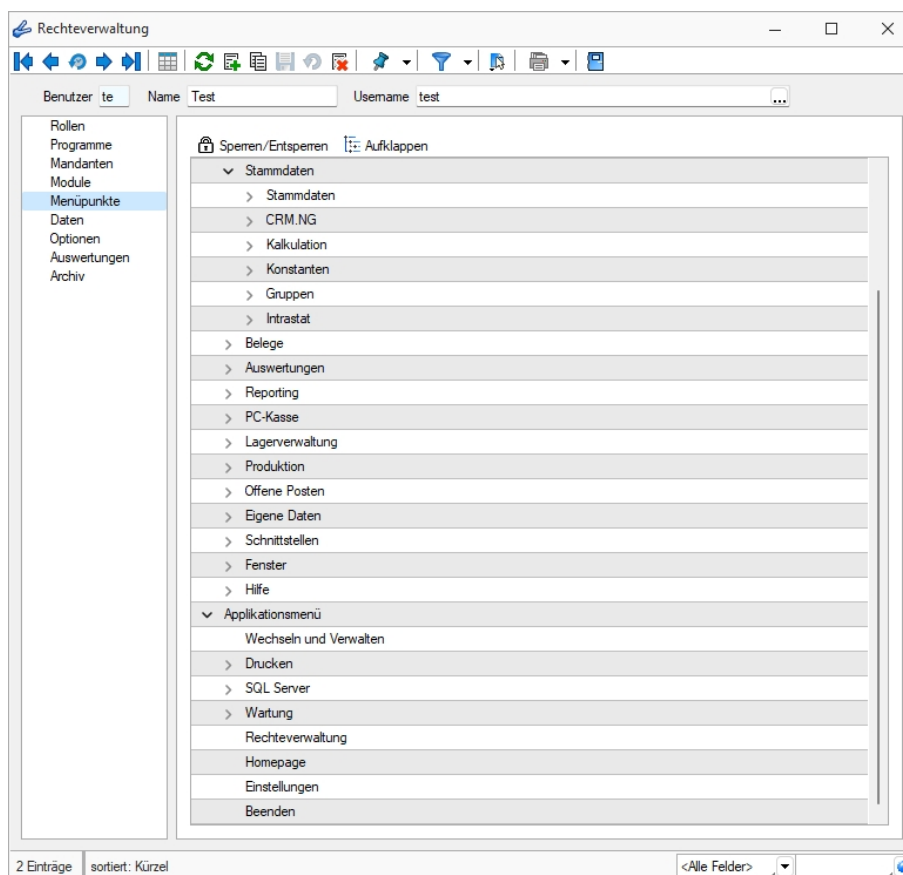 Rechteverwaltung
Benutzer te Name Test Username test ...
Rollen
Programme
Mandanten
Module
Menüpunkte
Daten
Optionen
Auswertungen
Archiv
Sperren/Entsperren Aufklappen
Stammdaten
Stammdaten
CRM.NG
Kalkulation
Konstanten
Gruppen
Intrastat
Belege
Auswertungen
Reporting
PC-Kasse
Lagerverwaltung
Produktion
Offene Posten
Eigene Daten
Schnittstellen
Fenster
Hilfe
Applikationsmenü
Wechseln und Verwalten
Drucken
SQL Server
Wartung
Rechteverwaltung
Homepage
Einstellungen
Beenden
2 Einträge sortiert: Kürzel <Alle Felder>